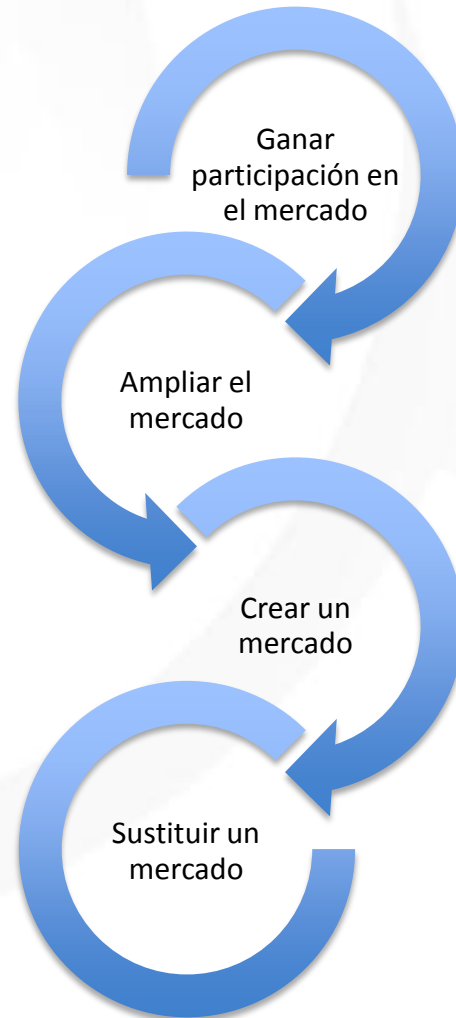 Ganar
participación en
el mercado
Ampliar el
mercado
Crear un
mercado
Sustituir un
mercado